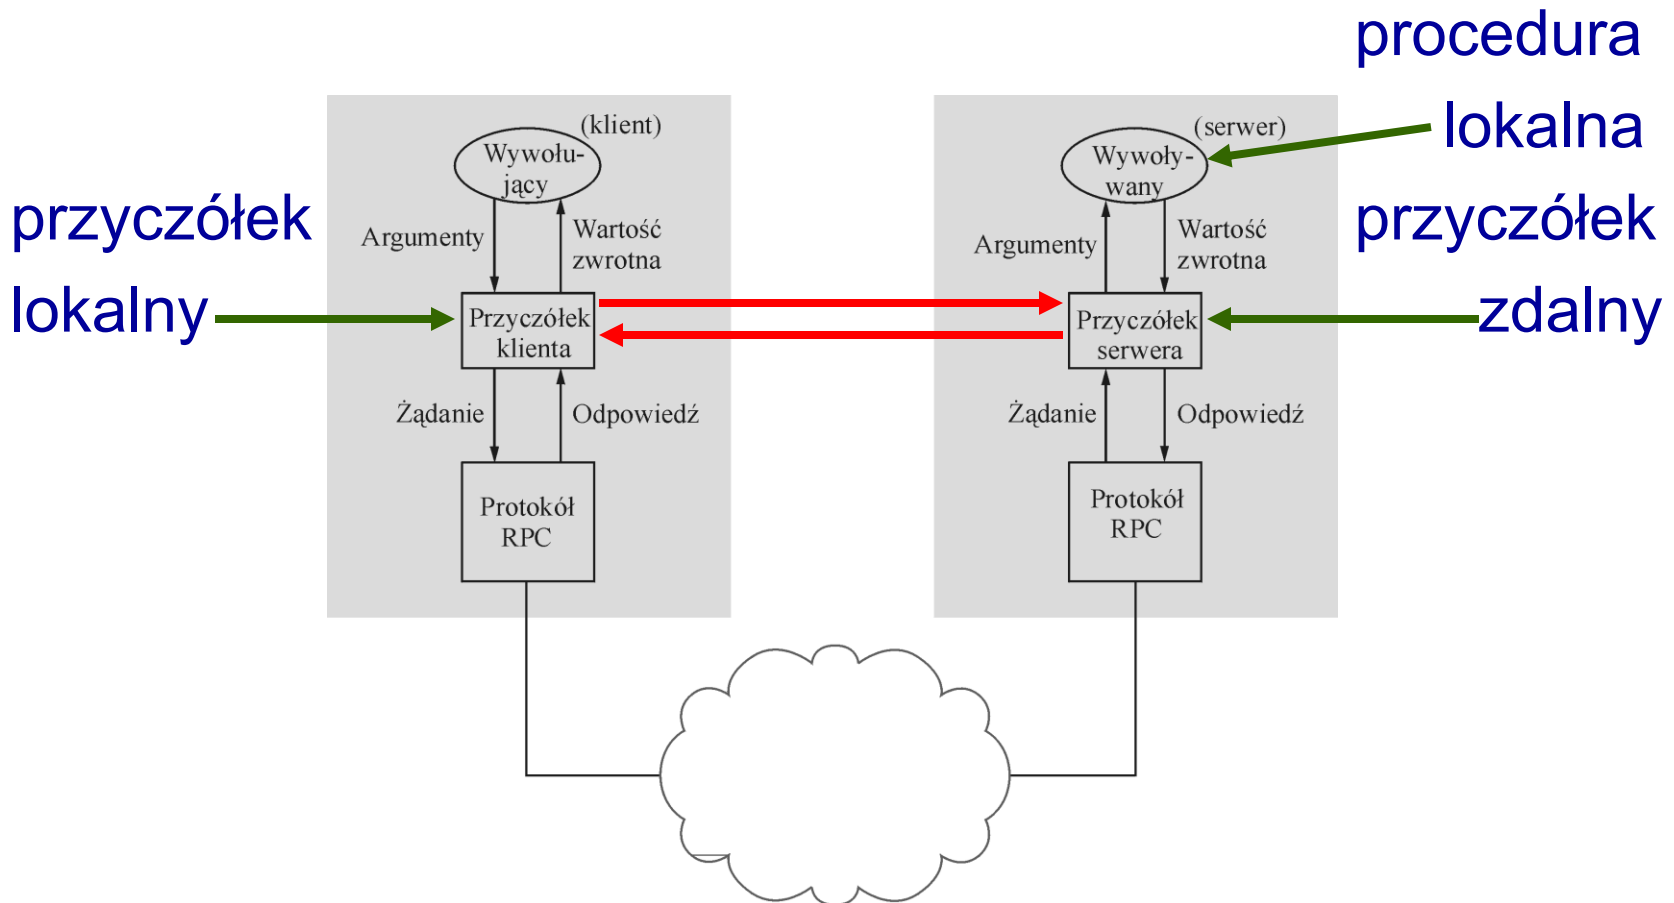 procedura
lokalna
przyczółek
zdalny
przyczółek
lokalny
(klient)
Wywołu-
jący
Argumenty
Wartość
zwrotna
Przyczółek
klienta
Żądanie
Odpowiedź
Protokół
RPC
(serwer)
Wywoły-
wany
Argumenty
Wartość
zwrotna
Przyczółek
serwera
Żądanie
Odpowiedź
Protokół
RPC